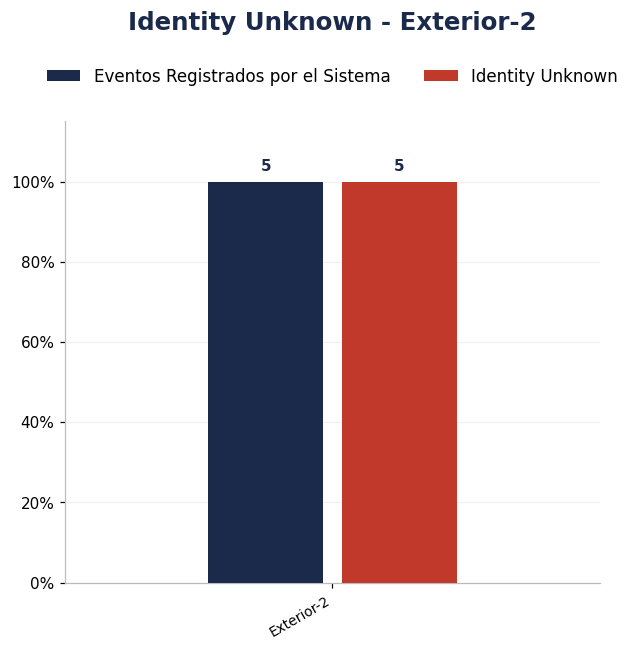 Identity Unknown - Exterior-2
Eventos Registrados por el Sistema
Identity Unknown
5
5
100%
80%
60%
40%
20%
0%
Exterior-2